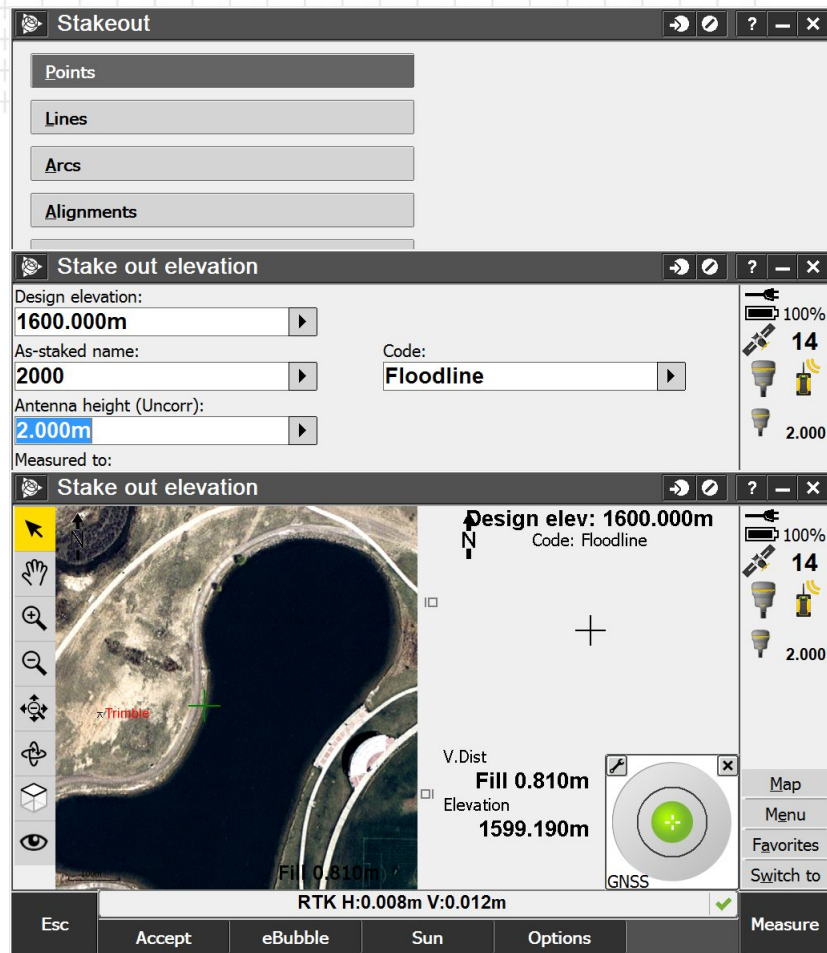 Stakeout
?
Points
Lines
Arcs
Alignments
Stake out elevation
?
Design elevation:
1600.000m
100%
As-staked name:
Code:
14
2000
Floodline
Antenna height (Uncorr):
2.000m
2.000
Measured to:
Stake out elevation
?
N
Design elev: 1600.000m
N
Code: Floodline
100%
14
2.000
Trimble
V.Dist
Fill 0.810m
Elevation
1599.190m
Map
Menu
Favorites
Switch to
100m
Fill 0.810m
GNSS
RTK H:0.008m V:0.012m
Esc
Accept
eBubble
Sun
Options
Measure